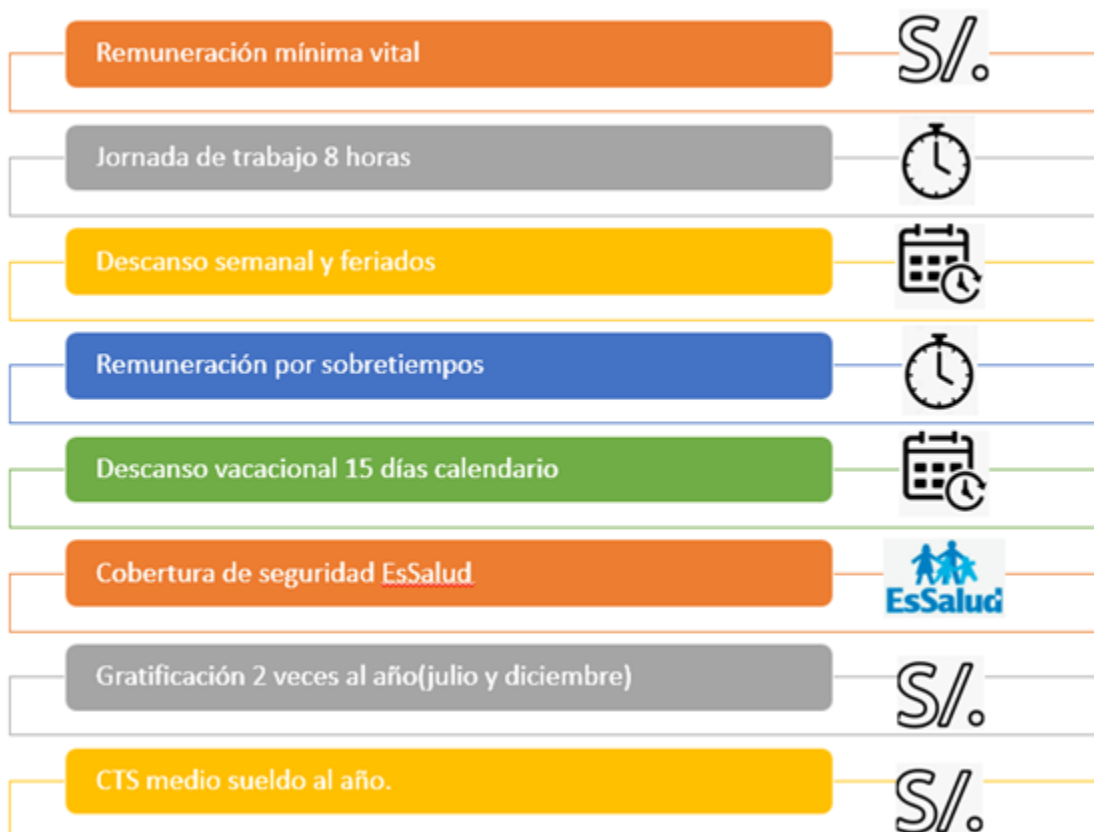 Remuneración mínima vital
S/.
Jornada de trabajo 8 horas
Descanso semanal y feriados
Remuneración por sobretiempos
Descanso vacacional 15 días calendario
Cobertura de seguridad EsSalud
EsSalud
Gratificación 2 veces al año(julio y diciembre)
S/.
CTS medio sueldo al año.
S/.